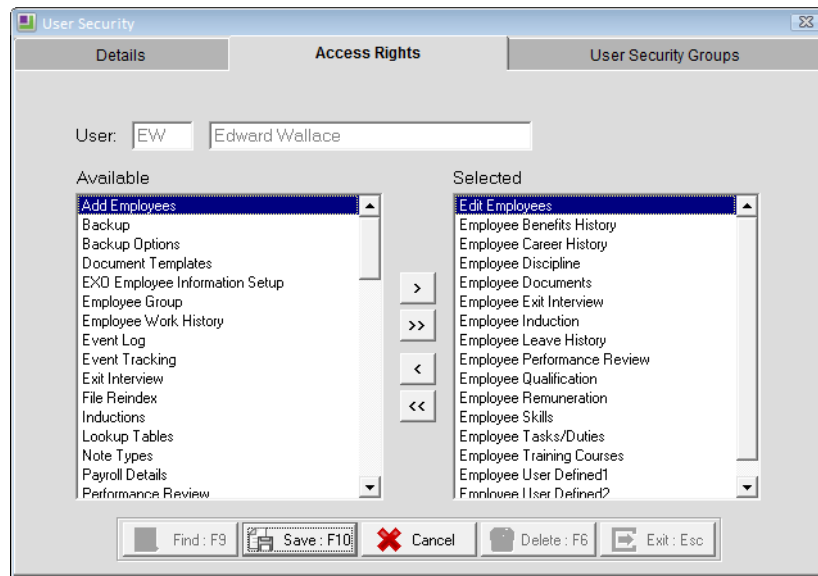 User Security
Details
Access Rights
User Security Groups
User:
EW
Edward Wallace
Available
Add Employees
Backup
Backup Options
Document Templates
EXO Employee Information Setup
Employee Group
Employee Work History
Event Log
Event Tracking
Exit Interview
File Reindex
Inductions
Lookup Tables
Note Types
Payroll Details
Performance Review
>
>>
<
<<
Selected
Edit Employees
Employee Benefits History
Employee Career History
Employee Discipline
Employee Documents
Employee Exit Interview
Employee Induction
Employee Leave History
Employee Performance Review
Employee Qualification
Employee Remuneration
Employee Skills
Employee Tasks/Duties
Employee Training Courses
Employee User Defined1
Employee User Defined2
Find : F9
Save : F10
Cancel
Delete : F6
Exit : Esc